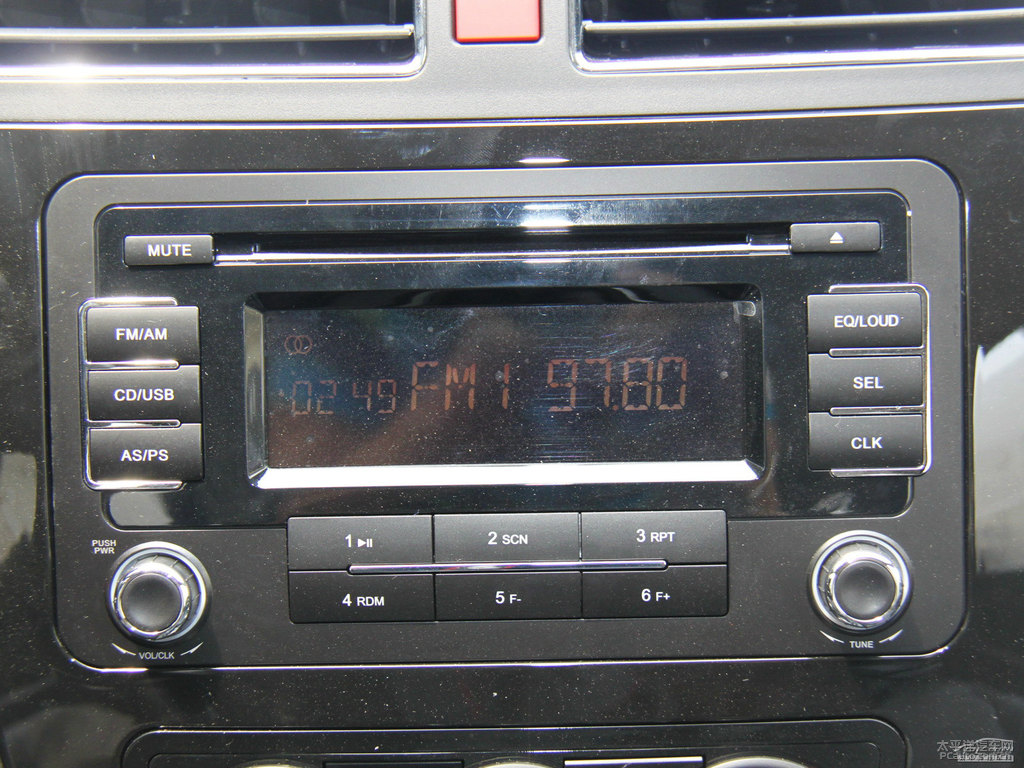 MUTE
FM/AM
CD/USB
AS/PS
EQ/LOUD
SEL
CLK
02:49 FM1 97.80
1
2 SCN
3 RPT
4 RDM
5 F-
6 F+
PUSH
PWR
VOL/CLK
TUNE
太平洋汽车网